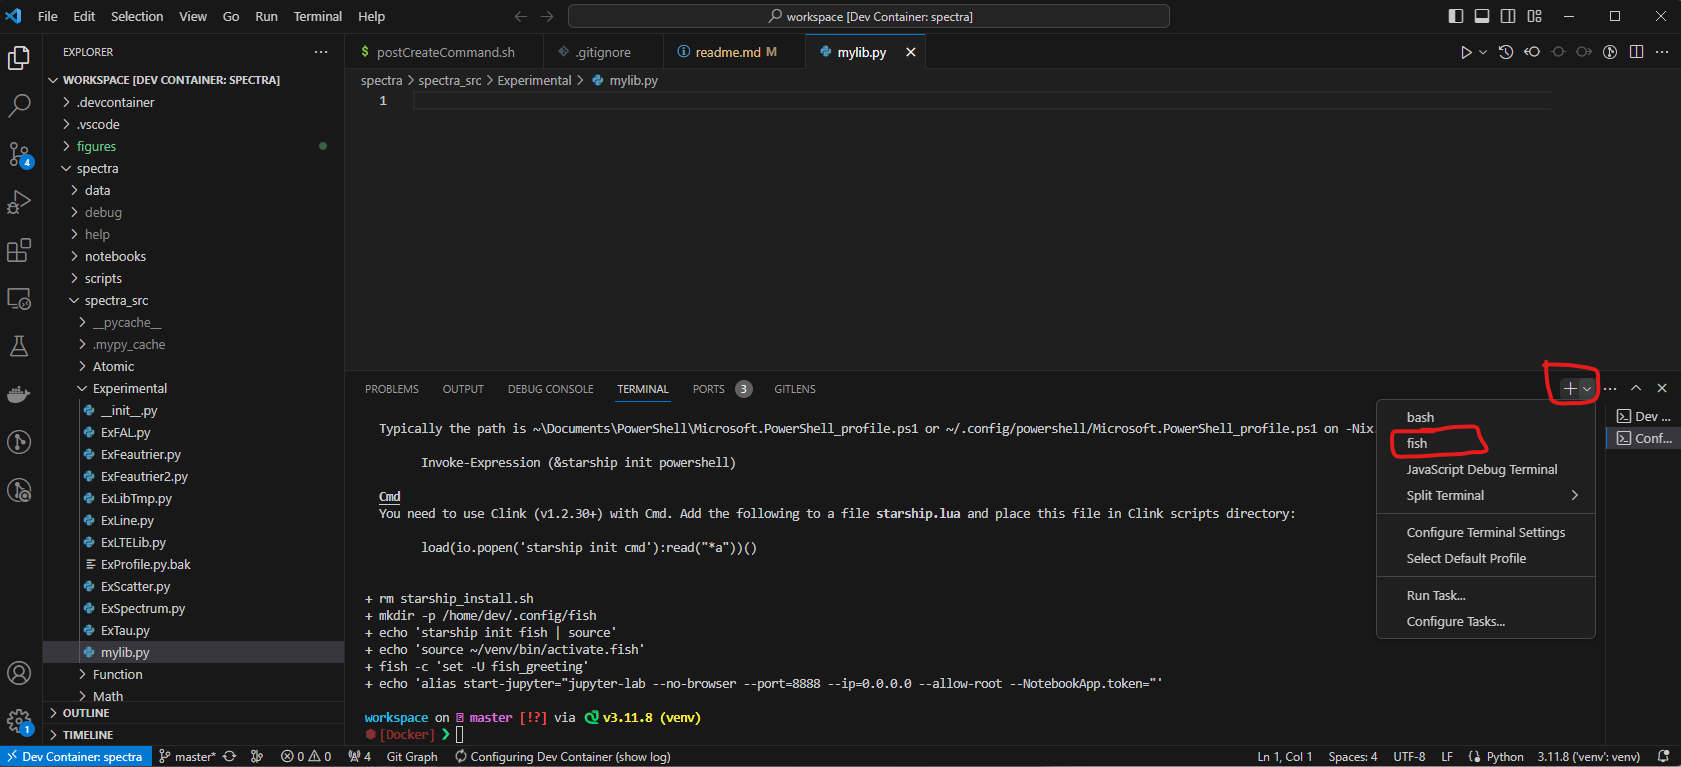 File Edit Selection View Go Run Terminal Help
workspace [Dev Container: spectra]
EXPLORER
WORKSPACE [DEV CONTAINER: SPECTRA]
.devcontainer
.vscode
figures
spectra
data
debug
help
notebooks
scripts
spectra_src
__pycache__
.mypy_cache
Atomic
Experimental
__init__.py
ExFAL.py
ExFeautrier.py
ExFeautrier2.py
ExLibTmp.py
ExLine.py
ExLTELib.py
ExProfile.py.bak
ExScatter.py
ExSpectrum.py
ExTau.py
mylib.py
Function
Math
OUTLINE
TIMELINE
4
1
$ postCreateCommand.sh .gitignore readme.md M mylib.py
spectra > spectra_src > Experimental > mylib.py
1
PROBLEMS OUTPUT DEBUG CONSOLE TERMINAL PORTS 3 GITLENS
Typically the path is ~\Documents\PowerShell\Microsoft.PowerShell_profile.ps1 or ~/.config/powershell/Microsoft.PowerShell_profile.ps1 on -Nix.
Invoke-Expression (&starship init powershell)
Cmd
You need to use Clink (v1.2.30+) with Cmd. Add the following to a file starship.lua and place this file in Clink scripts directory:
load(io.popen('starship init cmd'):read("*a"))()
+ rm starship_install.sh
+ mkdir -p /home/dev/.config/fish
+ echo 'starship init fish | source'
+ echo 'source ~/venv/bin/activate.fish'
+ fish -c 'set -U fish_greeting'
+ echo 'alias start-jupyter="jupyter-lab --no-browser --port=8888 --ip=0.0.0.0 --allow-root --NotebookApp.token="'
workspace on master [!?] via v3.11.8 (venv)
[Docker] ❯
bash
fish
JavaScript Debug Terminal
Split Terminal
Configure Terminal Settings
Select Default Profile
Run Task...
Configure Tasks...
Dev ...
Conf...
Dev Container: spectra master* 0 0 4 Git Graph Configuring Dev Container (show log) Ln 1, Col 1 Spaces: 4 UTF-8 LF Python 3.11.8 ('venv': venv)